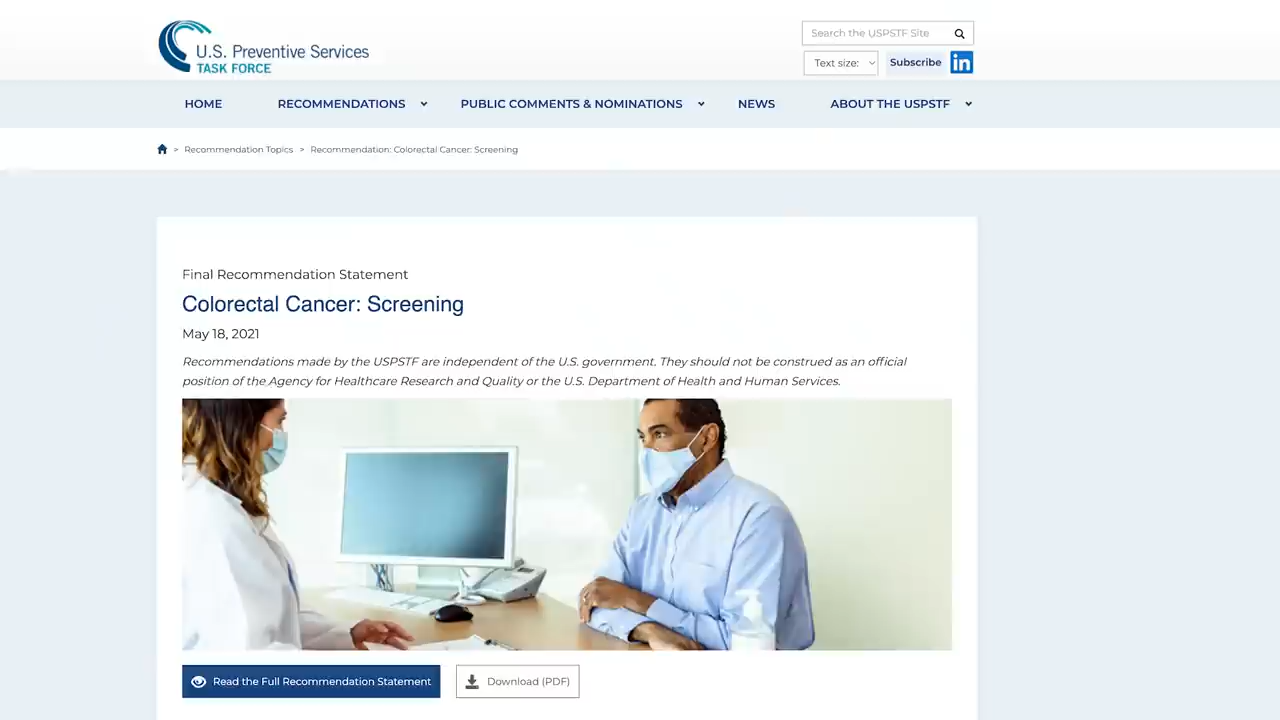 U.S. Preventive Services
TASK FORCE
Search the USPSTF Site
Text size:
Subscribe
in
HOME
RECOMMENDATIONS
PUBLIC COMMENTS & NOMINATIONS
NEWS
ABOUT THE USPSTF
> Recommendation Topics > Recommendation: Colorectal Cancer: Screening
Final Recommendation Statement
Colorectal Cancer: Screening
May 18, 2021
Recommendations made by the USPSTF are independent of the U.S. government. They should not be construed as an official
position of the Agency for Healthcare Research and Quality or the U.S. Department of Health and Human Services.
Read the Full Recommendation Statement
Download (PDF)